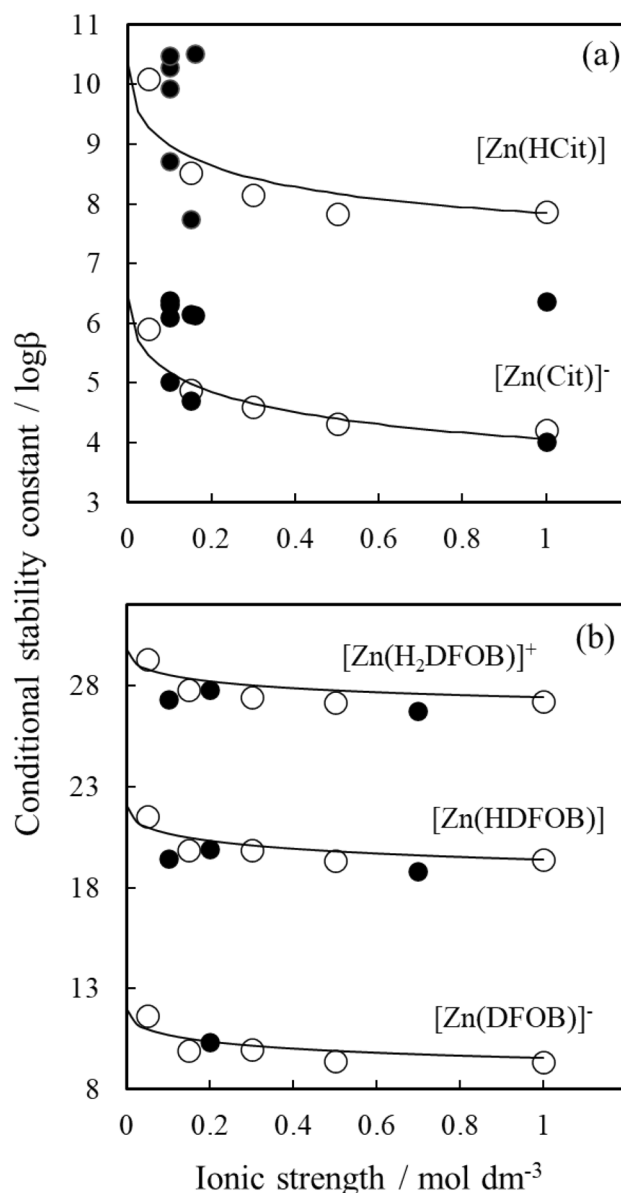 Conditional stability constant / logβ
(a)
11
10
9
8
7
6
5
4
3
[Zn(HCit)]
[Zn(Cit)]⁻
0 0.2 0.4 0.6 0.8 1
(b)
28
23
18
13
8
[Zn(H₂DFOB)]⁺
[Zn(HDFOB)]
[Zn(DFOB)]⁻
0 0.2 0.4 0.6 0.8 1
Ionic strength / mol dm⁻³